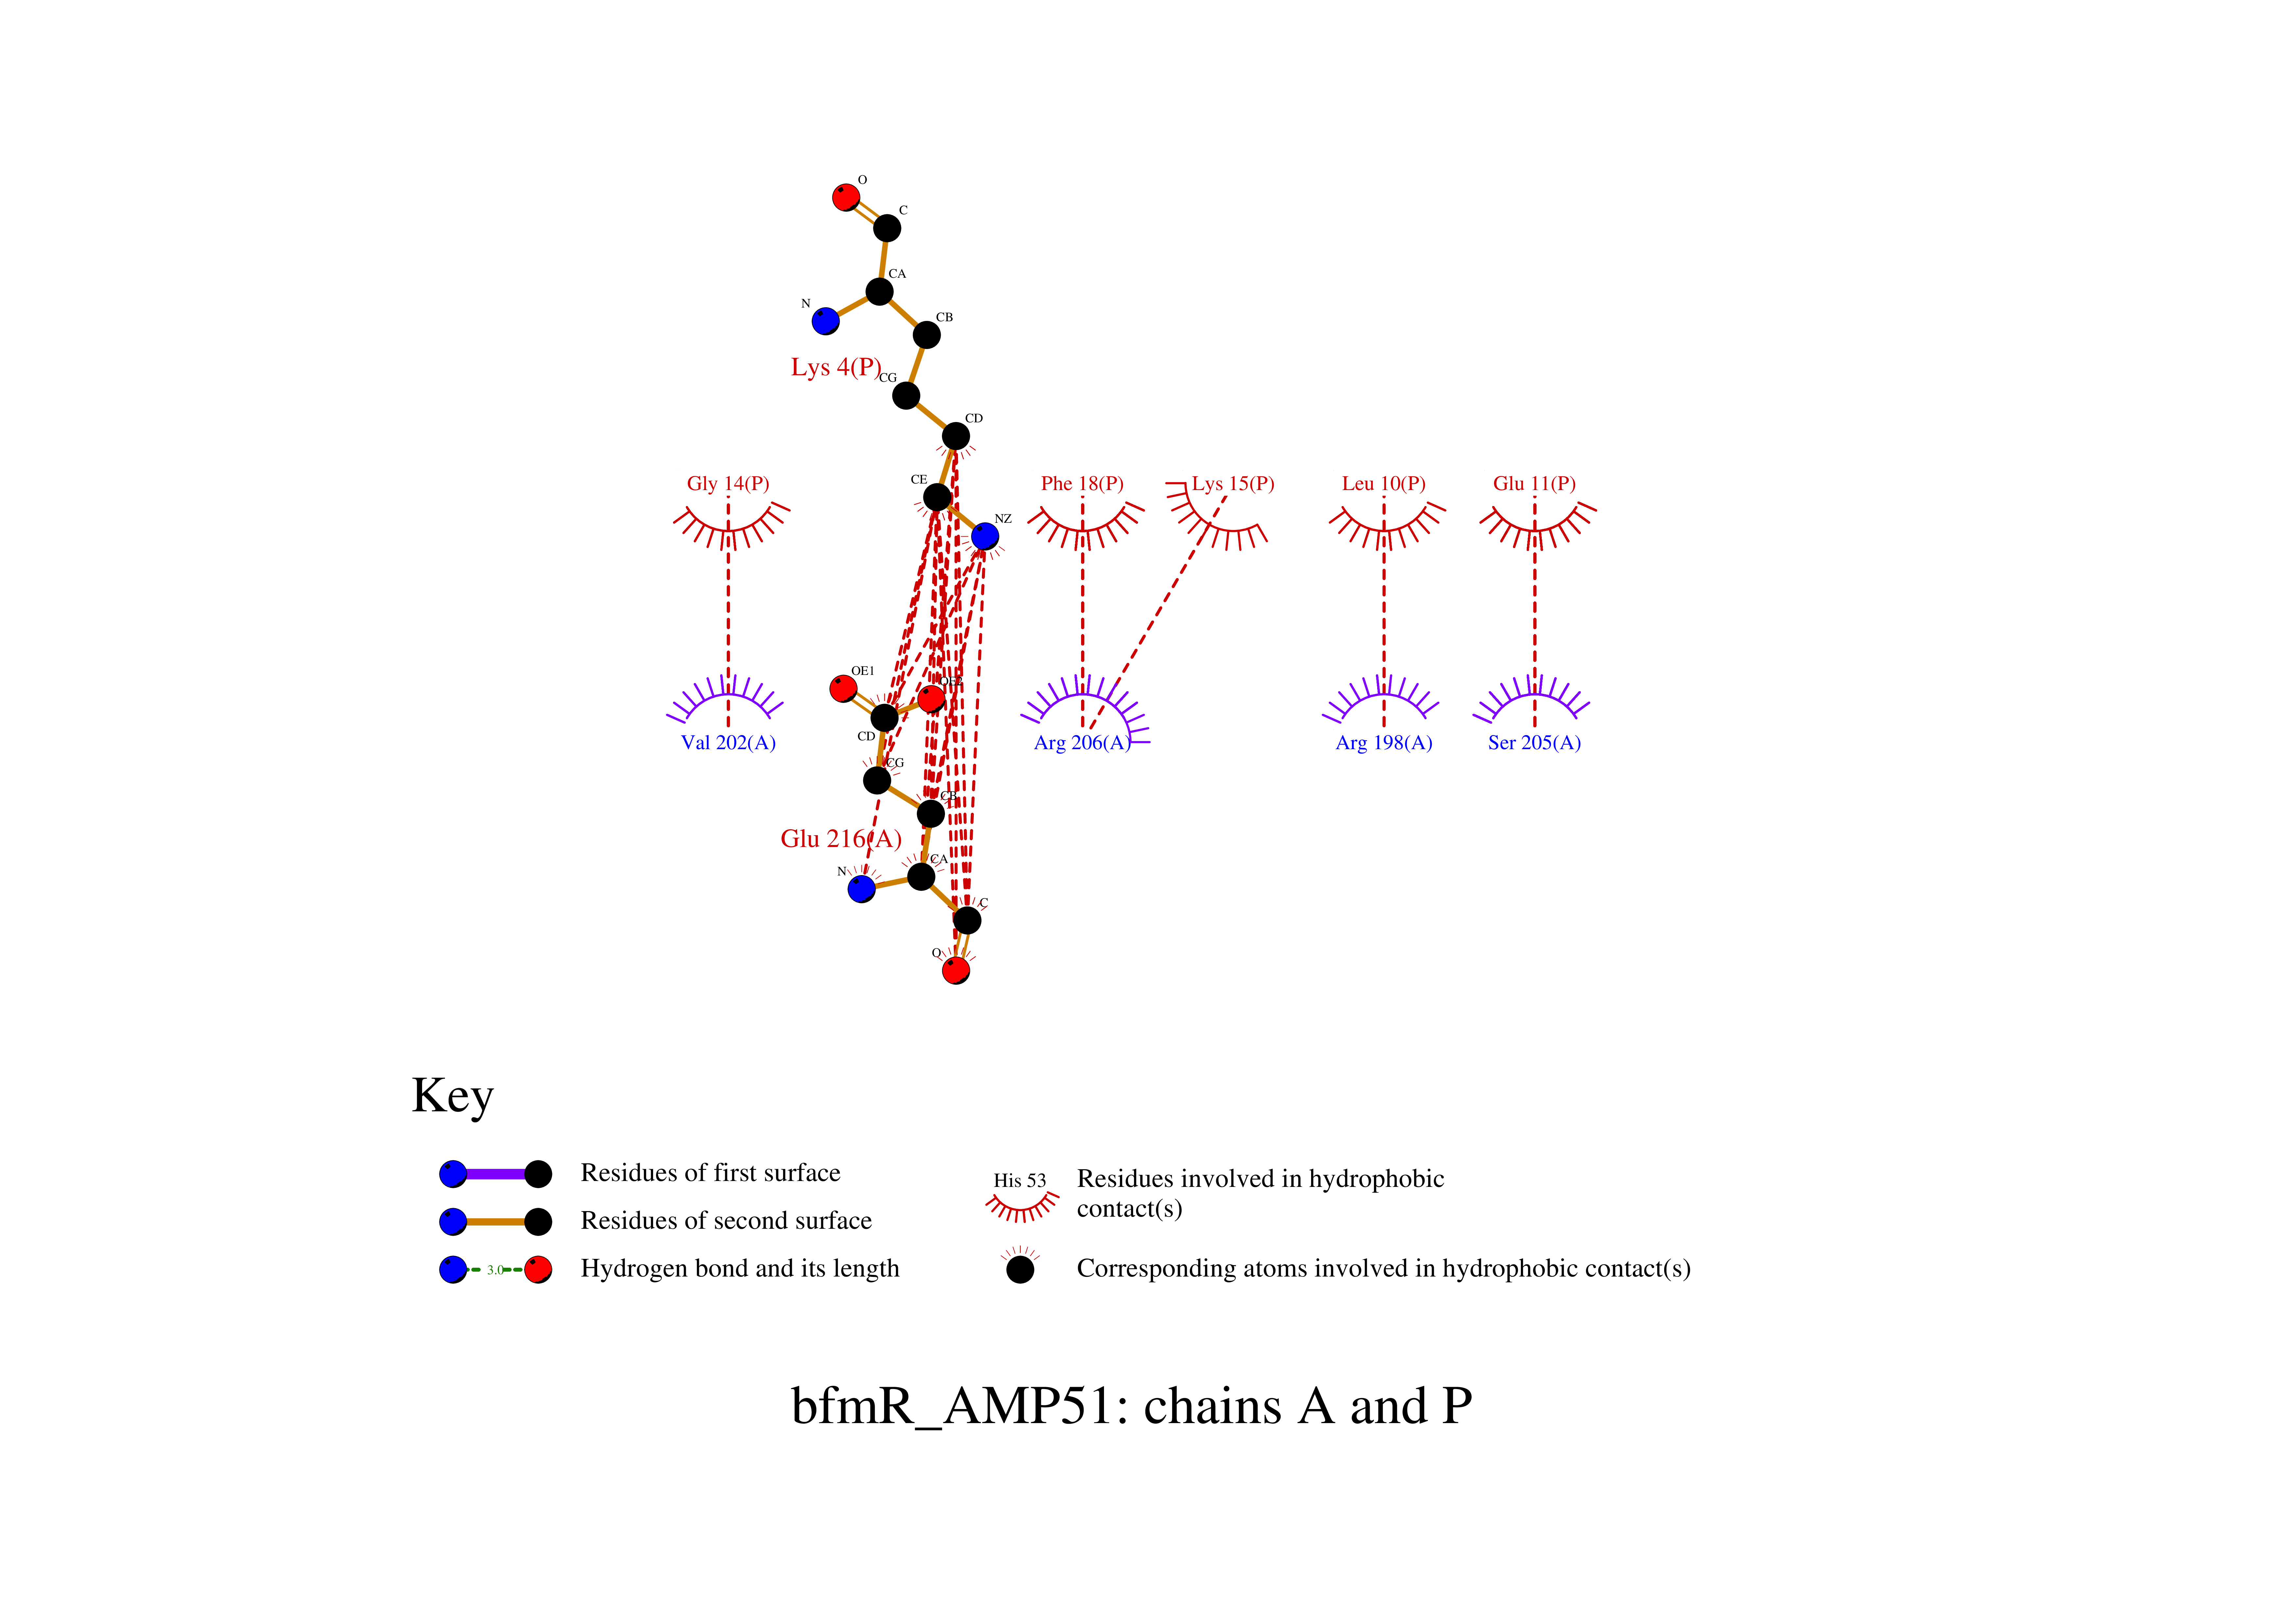 O
C
CA
N
CB
Lys 4(P)
CG
CD
CE
NZ
Gly 14(P)
Phe 18(P)
Lys 15(P)
Leu 10(P)
Glu 11(P)
OE1
OE2
CD
Val 202(A)
Arg 206(A)
Arg 198(A)
Ser 205(A)
CG
CB
Glu 216(A)
CA
N
C
O
Key
Residues of first surface
Residues of second surface
3.0
Hydrogen bond and its length
His 53
Residues involved in hydrophobic
contact(s)
Corresponding atoms involved in hydrophobic contact(s)
bfmR_AMP51: chains A and P